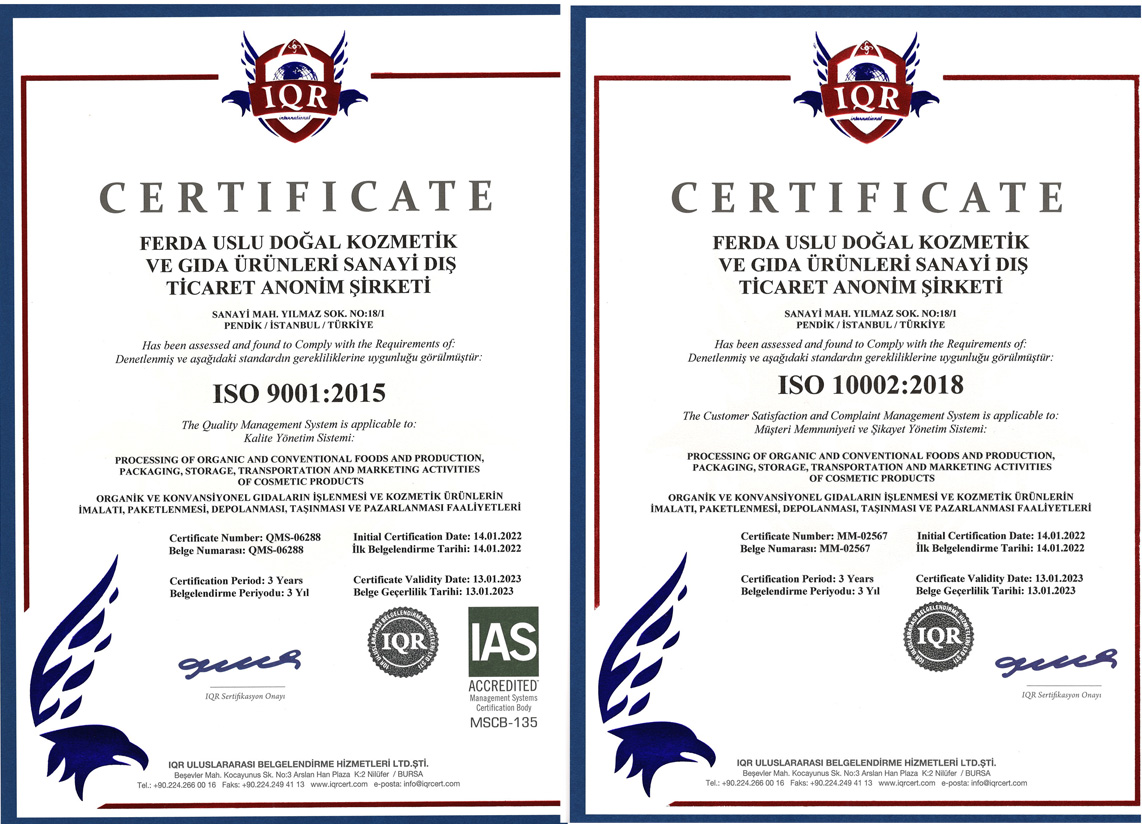 IQR
international
CERTIFICATE
FERDA USLU DOĞAL KOZMETİK
VE GIDA ÜRÜNLERİ SANAYİ DIŞ
TİCARET ANONİM ŞİRKETİ
SANAYİ MAH. YILMAZ SOK. NO:18/1
PENDİK / İSTANBUL / TÜRKİYE
Has been assessed and found to Comply with the Requirements of:
Denetlenmiş ve aşağıdaki standardın gerekliliklerine uygunluğu görülmüştür:
ISO 9001:2015
The Quality Management System is applicable to:
Kalite Yönetim Sistemi:
PROCESSING OF ORGANIC AND CONVENTIONAL FOODS AND PRODUCTION,
PACKAGING, STORAGE, TRANSPORTATION AND MARKETING ACTIVITIES
OF COSMETIC PRODUCTS
ORGANİK VE KONVANSİYONEL GIDALARIN İŞLENMESİ VE KOZMETİK ÜRÜNLERİN
İMALATI, PAKETLENMESİ, DEPOLANMASI, TAŞINMASI VE PAZARLANMASI FAALİYETLERİ
Certificate Number: QMS-06288 Initial Certification Date: 14.01.2022
Belge Numarası: QMS-06288 İlk Belgelendirme Tarihi: 14.01.2022
Certification Period: 3 Years Certificate Validity Date: 13.01.2023
Belgelendirme Periyodu: 3 Yıl Belge Geçerlilik Tarihi: 13.01.2023
IQR
IQR ULUSLARARASI BELGELENDİRME HİZMETLERİ LTD.ŞTİ.
IAS
ACCREDITED
Management Systems
Certification Body
MSCB-135
IQR Sertifikasyon Onayı
IQR ULUSLARARASI BELGELENDİRME HİZMETLERİ LTD.ŞTİ.
Beşevler Mah. Kocayunus Sk. No:3 Arslan Han Plaza K:2 Nilüfer / BURSA
Tel.: +90.224.266 00 16 Faks: +90.224.249 41 13 www.iqrcert.com e-posta: info@iqrcert.com
IQR
international
CERTIFICATE
FERDA USLU DOĞAL KOZMETİK
VE GIDA ÜRÜNLERİ SANAYİ DIŞ
TİCARET ANONİM ŞİRKETİ
SANAYİ MAH. YILMAZ SOK. NO:18/1
PENDİK / İSTANBUL / TÜRKİYE
Has been assessed and found to Comply with the Requirements of:
Denetlenmiş ve aşağıdaki standardın gerekliliklerine uygunluğu görülmüştür:
ISO 10002:2018
The Customer Satisfaction and Complaint Management System is applicable to:
Müşteri Memnuniyeti ve Şikayet Yönetim Sistemi:
PROCESSING OF ORGANIC AND CONVENTIONAL FOODS AND PRODUCTION,
PACKAGING, STORAGE, TRANSPORTATION AND MARKETING ACTIVITIES
OF COSMETIC PRODUCTS
ORGANİK VE KONVANSİYONEL GIDALARIN İŞLENMESİ VE KOZMETİK ÜRÜNLERİN
İMALATI, PAKETLENMESİ, DEPOLANMASI, TAŞINMASI VE PAZARLANMASI FAALİYETLERİ
Certificate Number: MM-02567 Initial Certification Date: 14.01.2022
Belge Numarası: MM-02567 İlk Belgelendirme Tarihi: 14.01.2022
Certification Period: 3 Years Certificate Validity Date: 13.01.2023
Belgelendirme Periyodu: 3 Yıl Belge Geçerlilik Tarihi: 13.01.2023
IQR
IQR ULUSLARARASI BELGELENDİRME HİZMETLERİ LTD.ŞTİ.
IQR Sertifikasyon Onayı
IQR ULUSLARARASI BELGELENDİRME HİZMETLERİ LTD.ŞTİ.
Beşevler Mah. Kocayunus Sk. No:3 Arslan Han Plaza K:2 Nilüfer / BURSA
Tel.: +90.224.266 00 16 Faks: +90.224.249 41 13 www.iqrcert.com e-posta: info@iqrcert.com